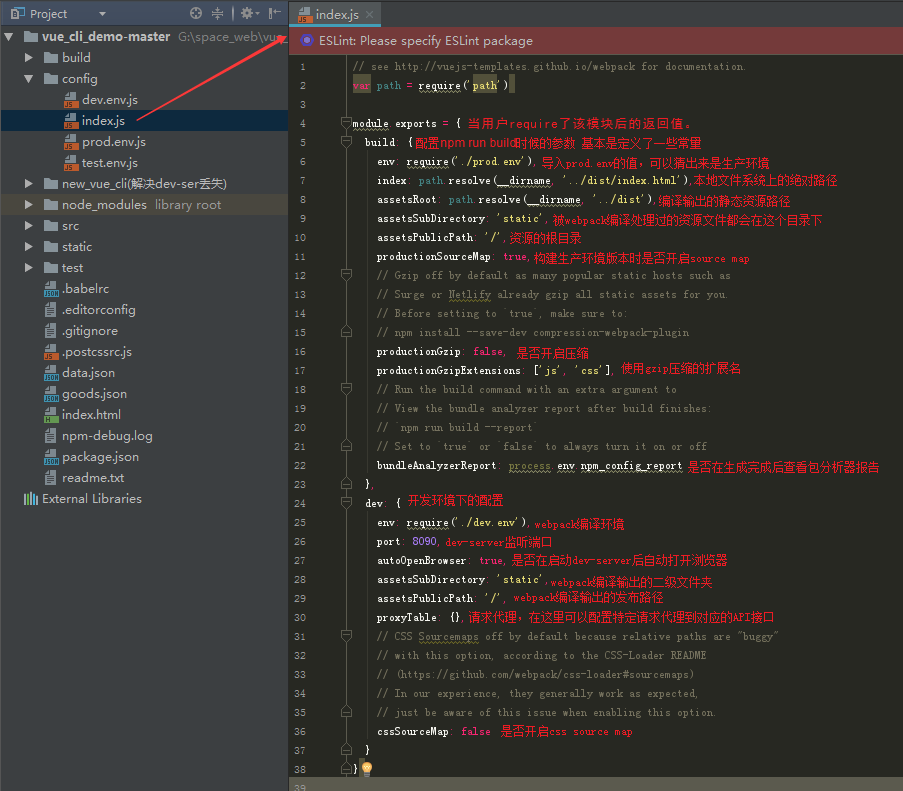 Project
vue_cli_demo-master G:\space_web\vue_
build
config
dev.env.js
index.js
prod.env.js
test.env.js
new_vue_cli(解决dev-ser丢失)
node_modules library root
src
static
test
.babelrc
.editorconfig
.gitignore
.postcssrc.js
data.json
goods.json
index.html
npm-debug.log
package.json
readme.txt
External Libraries
index.js
ESLint: Please specify ESLint package
1 // see http://vuejs-templates.github.io/webpack for documentation.
2 var path = require('path')
3
4 module.exports = { 当用户require了该模块后的返回值。
5 build: { 配置npm run build时候的参数 基本是定义了一些常量
6 env: require('./prod.env'), 导入prod.env的值，可以猜出来是生产环境
7 index: path.resolve(__dirname, '../dist/index.html'),本地文件系统上的绝对路径
8 assetsRoot: path.resolve(__dirname, '../dist'),编译输出的静态资源路径
9 assetsSubDirectory: 'static', 被webpack编译处理过的资源文件都会在这个目录下
10 assetsPublicPath: '/', 资源的根目录
11 productionSourceMap: true, 构建生产环境版本时是否开启source map
12 // Gzip off by default as many popular static hosts such as
13 // Surge or Netlify already gzip all static assets for you.
14 // Before setting to `true`, make sure to:
15 // npm install --save-dev compression-webpack-plugin
16 productionGzip: false, 是否开启压缩
17 productionGzipExtensions: ['js', 'css'], 使用gzip压缩的扩展名
18 // Run the build command with an extra argument to
19 // View the bundle analyzer report after build finishes:
20 // `npm run build --report`
21 // Set to `true` or `false` to always turn it on or off
22 bundleAnalyzerReport: process.env.npm_config_report 是否在生成完成后查看包分析器报告
23 },
24 dev: { 开发环境下的配置
25 env: require('./dev.env'), webpack编译环境
26 port: 8090, dev-server监听端口
27 autoOpenBrowser: true, 是否在启动dev-server后自动打开浏览器
28 assetsSubDirectory: 'static', webpack编译输出的二级文件夹
29 assetsPublicPath: '/', webpack编译输出的发布路径
30 proxyTable: {}, 请求代理，在这里可以配置特定请求代理到对应的API接口
31 // CSS Sourcemaps off by default because relative paths are "buggy"
32 // with this option, according to the CSS-Loader README
33 // (https://github.com/webpack/css-loader#sourcemaps)
34 // In our experience, they generally work as expected,
35 // just be aware of this issue when enabling this option.
36 cssSourceMap: false 是否开启css source map
37 }
38 }
39